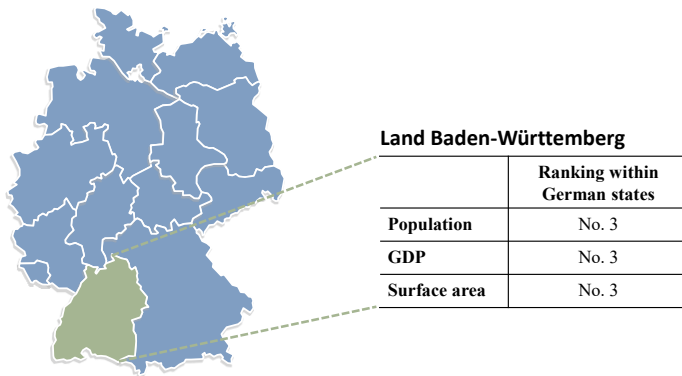 Land Baden-Württemberg
Ranking within
German states
Population No. 3
GDP No. 3
Surface area No. 3